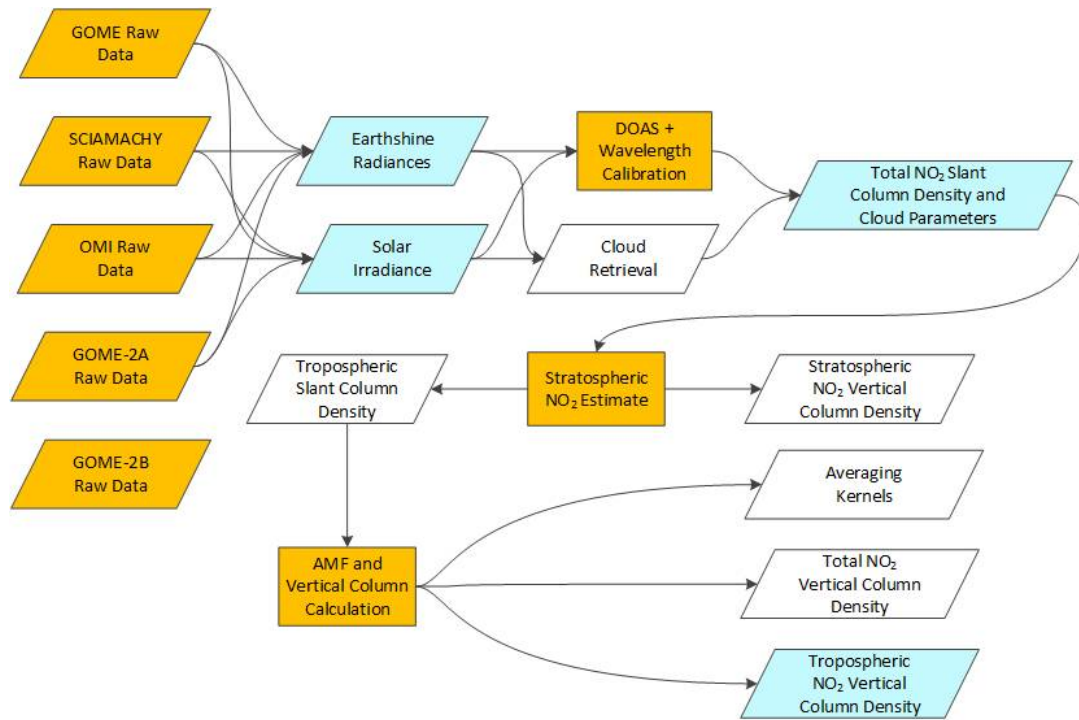 GOME Raw
Data
SCIAMACHY
Raw Data
OMI Raw
Data
GOME-2A
Raw Data
GOME-2B
Raw Data
Earthshine
Radiances
Solar
Irradiance
DOAS +
Wavelength
Calibration
Cloud
Retrieval
Total NO₂ Slant
Column Density and
Cloud Parameters
Tropospheric
Slant Column
Density
Stratospheric
NO₂ Estimate
Stratospheric
NO₂ Vertical
Column Density
AMF and
Vertical Column
Calculation
Averaging
Kernels
Total NO₂
Vertical Column
Density
Tropospheric
NO₂ Vertical
Column Density